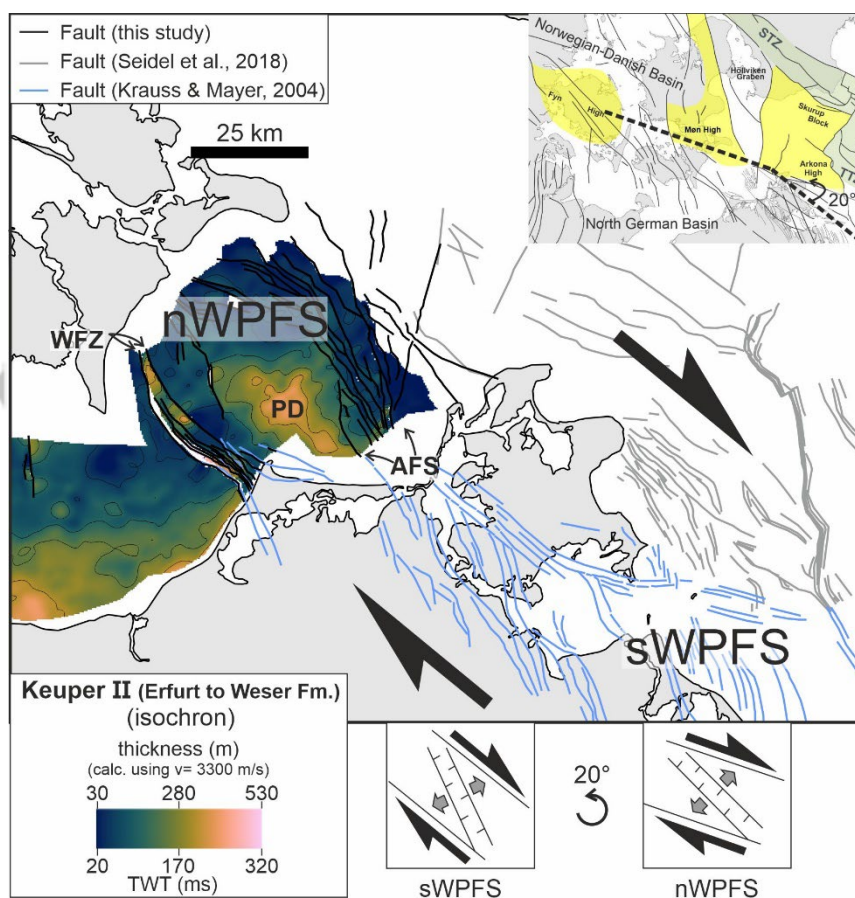 Fault (this study)
Fault (Seidel et al., 2018)
Fault (Krauss & Mayer, 2004)
25 km
Norwegian-Danish Basin
STZ
Höllviken
Graben
Fyn
High
Skurup
Block
Møn High
Arkona
High
20°
North German Basin
nWPFS
WFZ
PD
AFS
sWPFS
Keuper II (Erfurt to Weser Fm.)
(isochron)
thickness (m)
(calc. using v= 3300 m/s)
30 280 530
20 170 320
TWT (ms)
20°
sWPFS
nWPFS